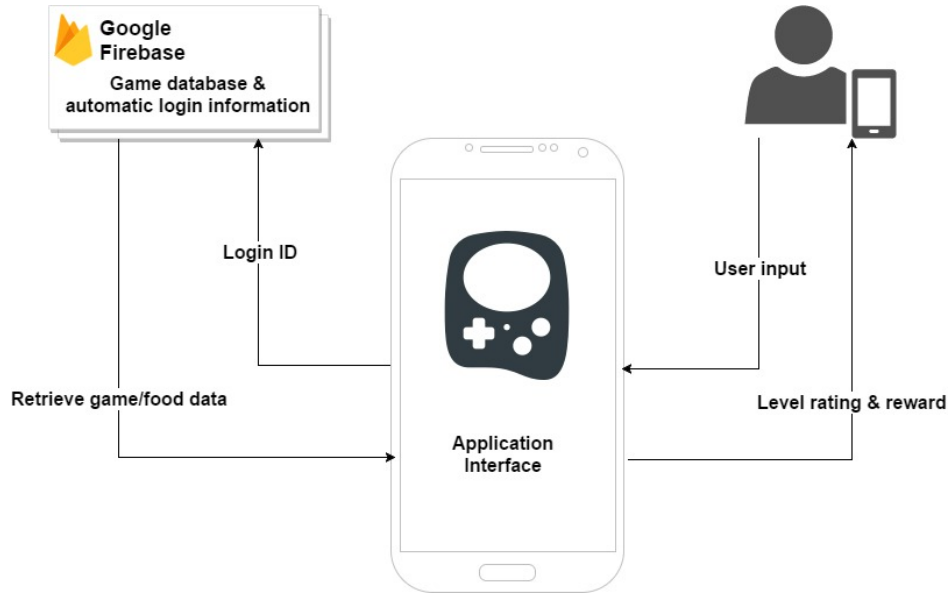 Google
Firebase
Game database &
automatic login information
Login ID
User input
Retrieve game/food data
Level rating & reward
Application
Interface